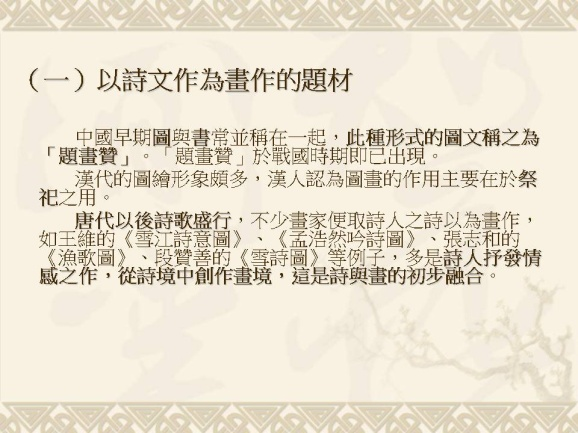 （一）以詩文作為畫作的題材
中國早期圖與書常並稱在一起，此種形式的圖文稱之為
「題畫贊」。「題畫贊」於戰國時期即已出現。
漢代的圖繪形象頗多，漢人認為圖畫的作用主要在於祭
祀之用。
唐代以後詩歌盛行，不少畫家便取詩人之詩以為畫作，
如王維的《雪江詩意圖》、《孟浩然吟詩圖》、張志和的
《漁歌圖》、段贊善的《雪詩圖》等例子，多是詩人抒發情
感之作，從詩境中創作畫境，這是詩與畫的初步融合。